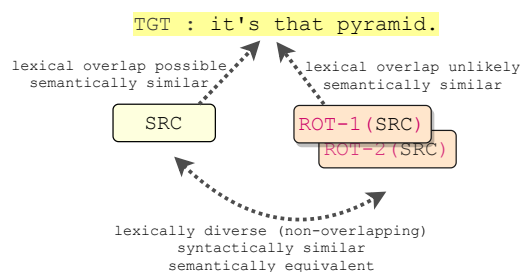 TGT : it's that pyramid.
lexical overlap possible
semantically similar
lexical overlap unlikely
semantically similar
SRC
ROT-1(SRC)
ROT-2(SRC)
lexically diverse (non-overlapping)
syntactically similar
semantically equivalent